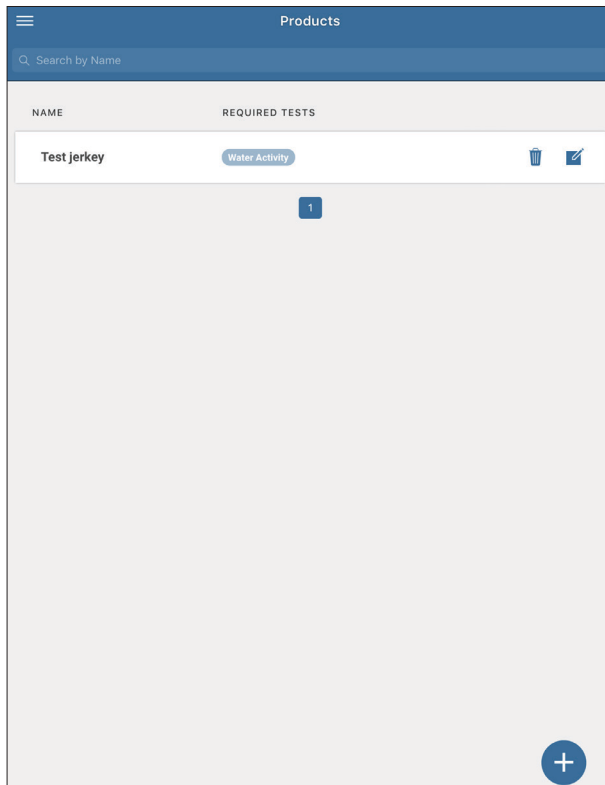 Products
Search by Name
NAME REQUIRED TESTS
Test jerkey Water Activity
1